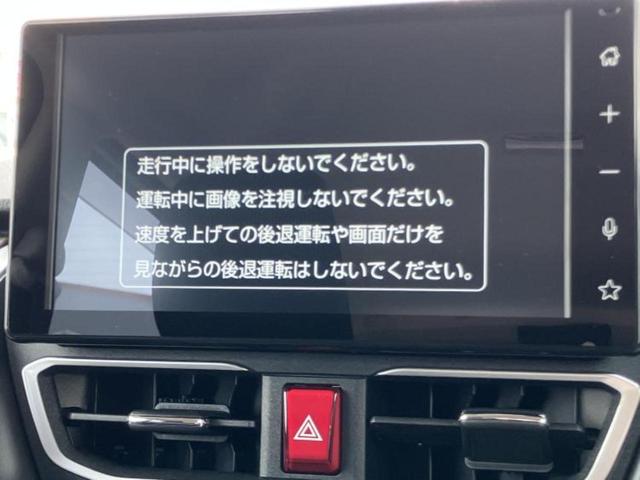 走行中に操作をしないでください。
運転中に画像を注視しないでください。
速度を上げての後退運転や画面だけを
見ながらの後退運転はしないでください。